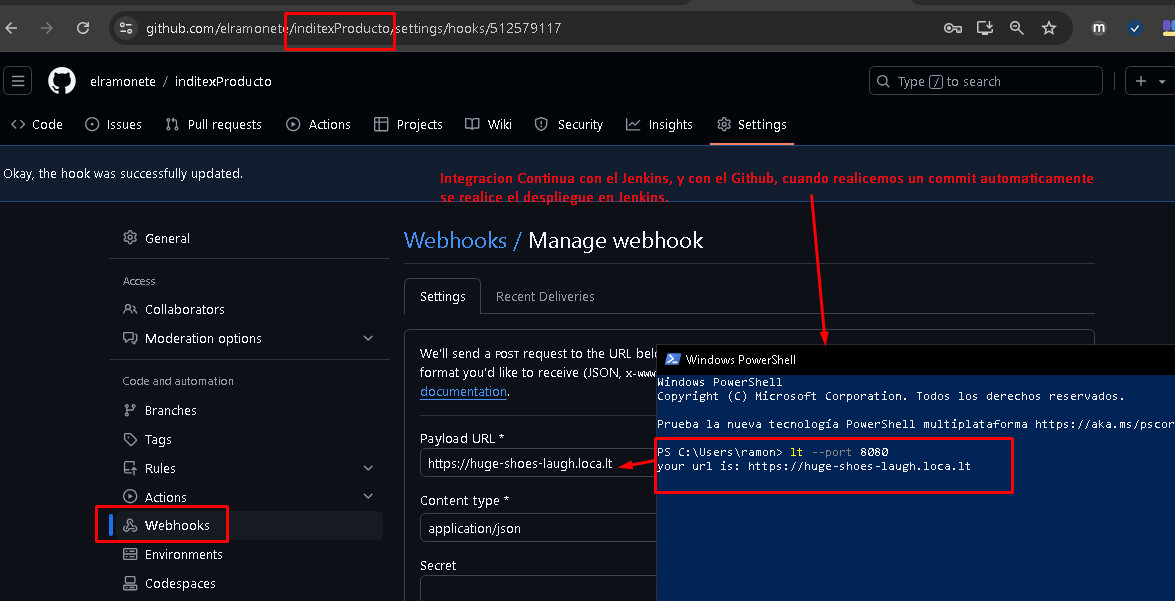 github.com/elramonete/inditexProducto/settings/hooks/512579117
m
elramonete / inditexProducto
Type / to search
Code Issues Pull requests Actions Projects Wiki Security Insights Settings
Okay, the hook was successfully updated.
Integracion Continua con el Jenkins, y con el Github, cuando realicemos un commit automaticamente
se realice el despliegue en Jenkins.
General
Access
Collaborators
Moderation options
Code and automation
Branches
Tags
Rules
Actions
Webhooks
Environments
Codespaces
Webhooks / Manage webhook
Settings Recent Deliveries
We'll send a POST request to the URL belo
format you'd like to receive (JSON, x-www
documentation.
Payload URL *
https://huge-shoes-laugh.loca.lt
Content type *
application/json
Secret
Windows PowerShell
Windows PowerShell
Copyright (C) Microsoft Corporation. Todos los derechos reservados.
Prueba la nueva tecnología PowerShell multiplataforma https://aka.ms/pscor
PS C:\Users\ramon> lt --port 8080
your url is: https://huge-shoes-laugh.loca.lt